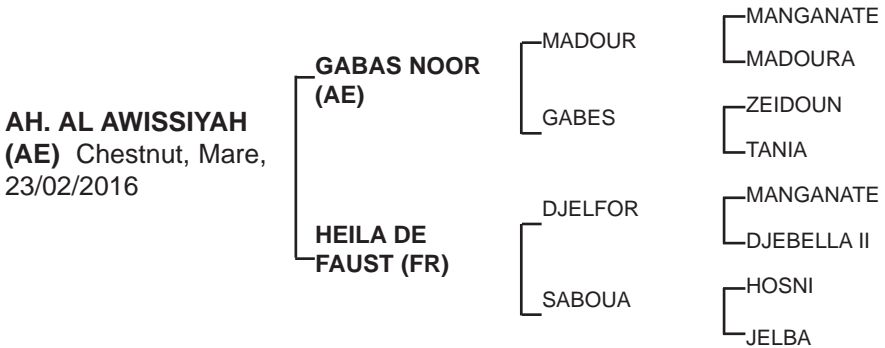 AH. AL AWISSIYAH
(AE) Chestnut, Mare,
23/02/2016
GABAS NOOR
(AE)
HEILA DE
FAUST (FR)
MADOUR
GABES
DJELFOR
SABOUA
MANGANATE
MADOURA
ZEIDOUN
TANIA
MANGANATE
DJEBELLA II
HOSNI
JELBA